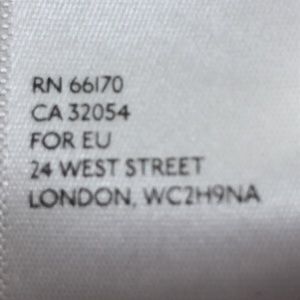 RN 66170
CA 32054
FOR EU
24 WEST STREET
LONDON, WC2H9NA